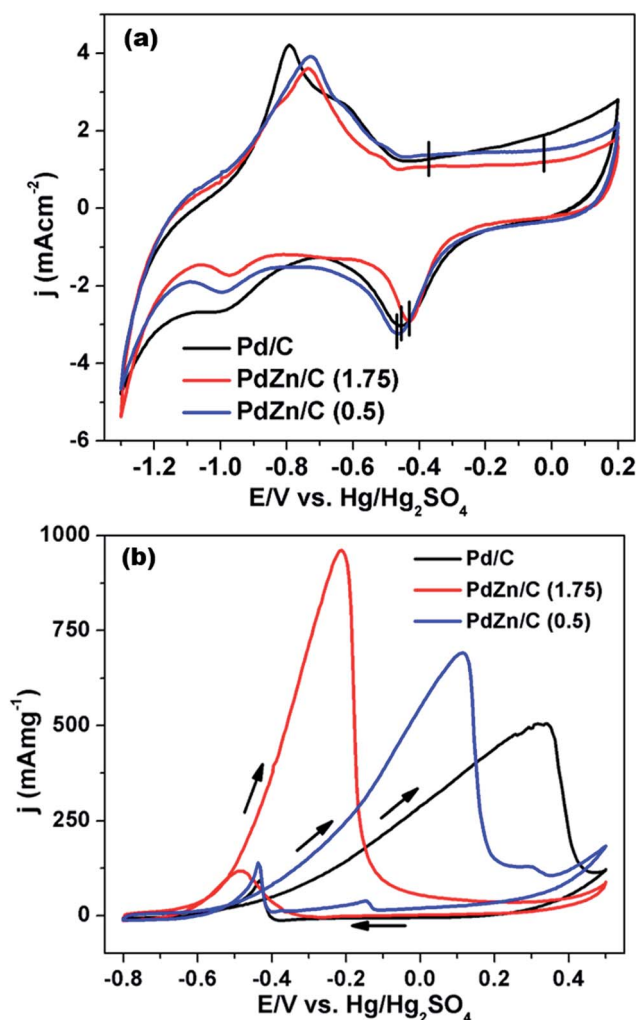 (a)
4
2
0
-2
-4
-6
j (mAcm⁻²)
Pd/C
PdZn/C (1.75)
PdZn/C (0.5)
-1.2 -1.0 -0.8 -0.6 -0.4 -0.2 0.0 0.2
E/V vs. Hg/Hg₂SO₄
(b)
1000
750
500
250
0
j (mAmg⁻¹)
Pd/C
PdZn/C (1.75)
PdZn/C (0.5)
-0.8 -0.6 -0.4 -0.2 0.0 0.2 0.4
E/V vs. Hg/Hg₂SO₄